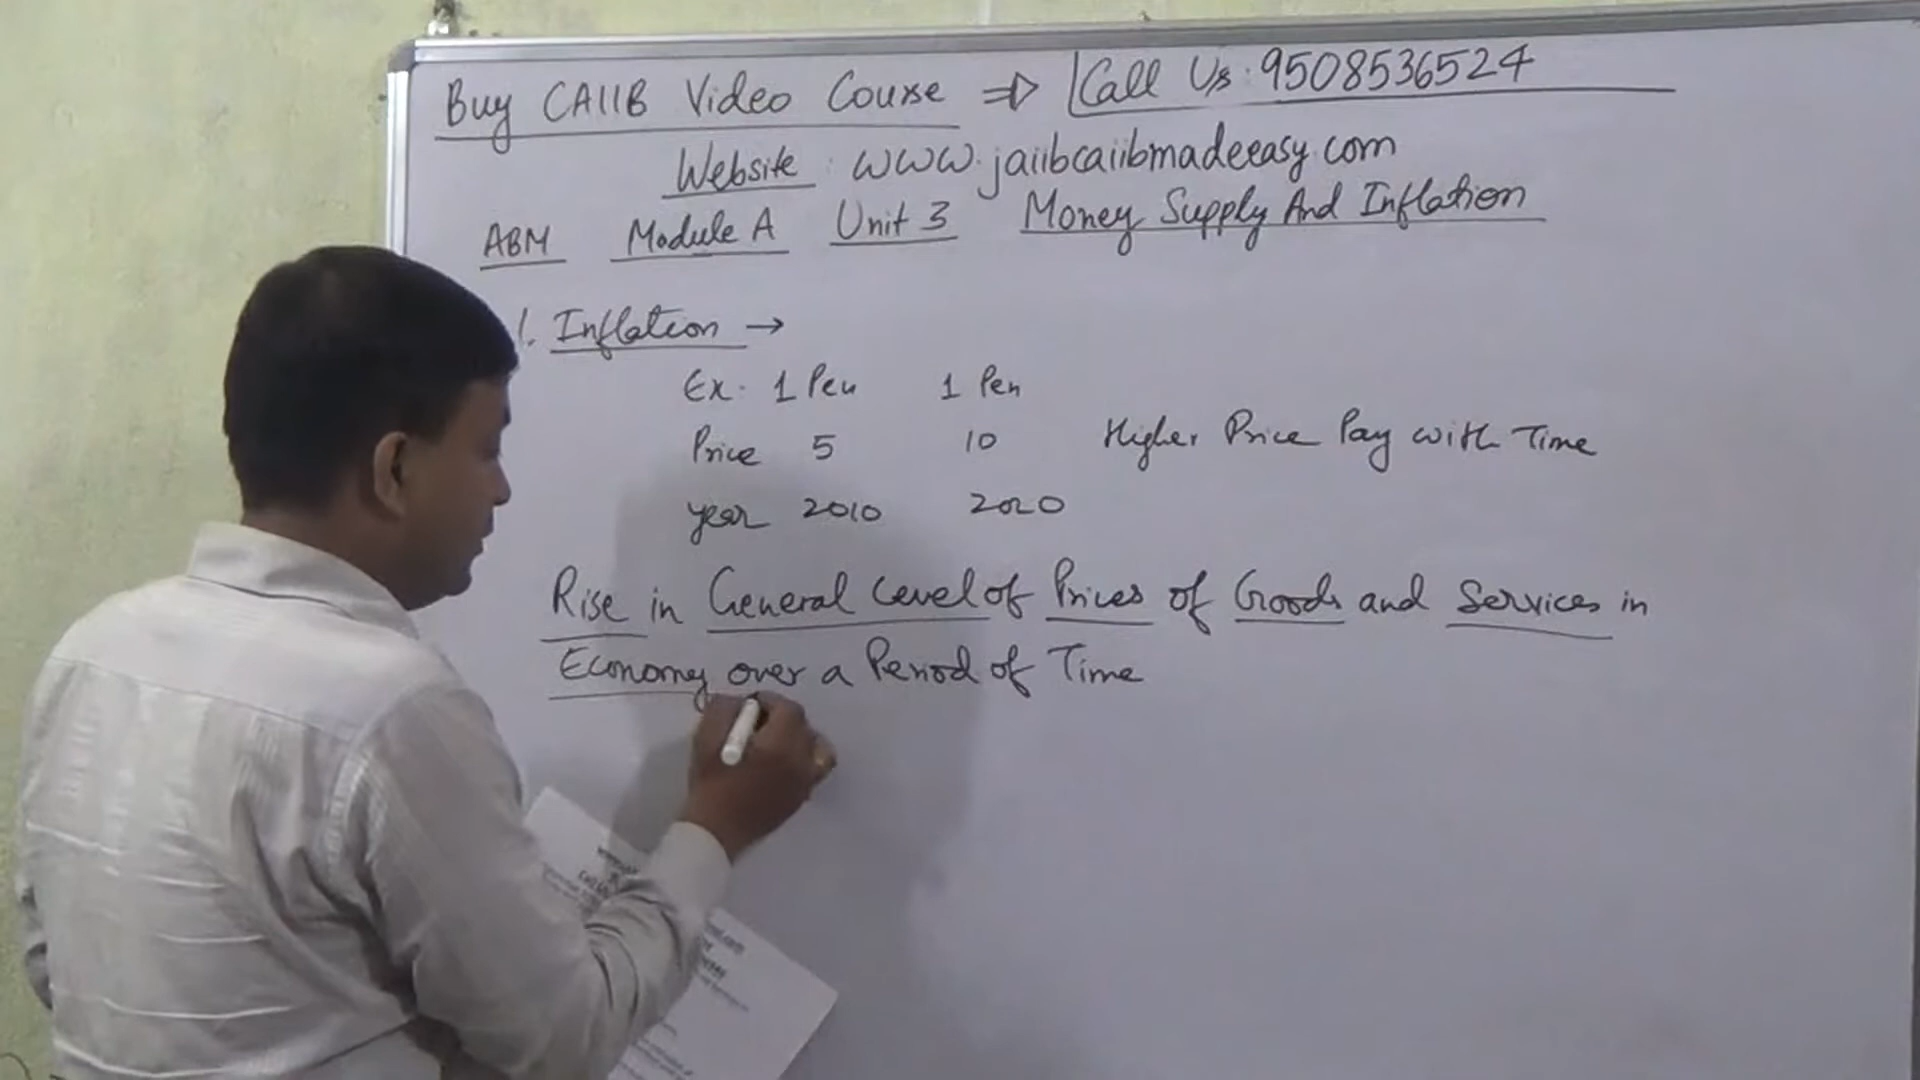 Buy CAIIB Video Course ⇒ Call Us: 9508536524
Website : www.jaiibcaiibmadeeasy.com
ABM Module A Unit 3 Money Supply And Inflation
1. Inflation →
Ex. 1 Pen 1 Pen
Price 5 10 Higher Price Pay with Time
year 2010 2020
Rise in General Level of Prices of Goods and Services in
Economy over a Period of Time